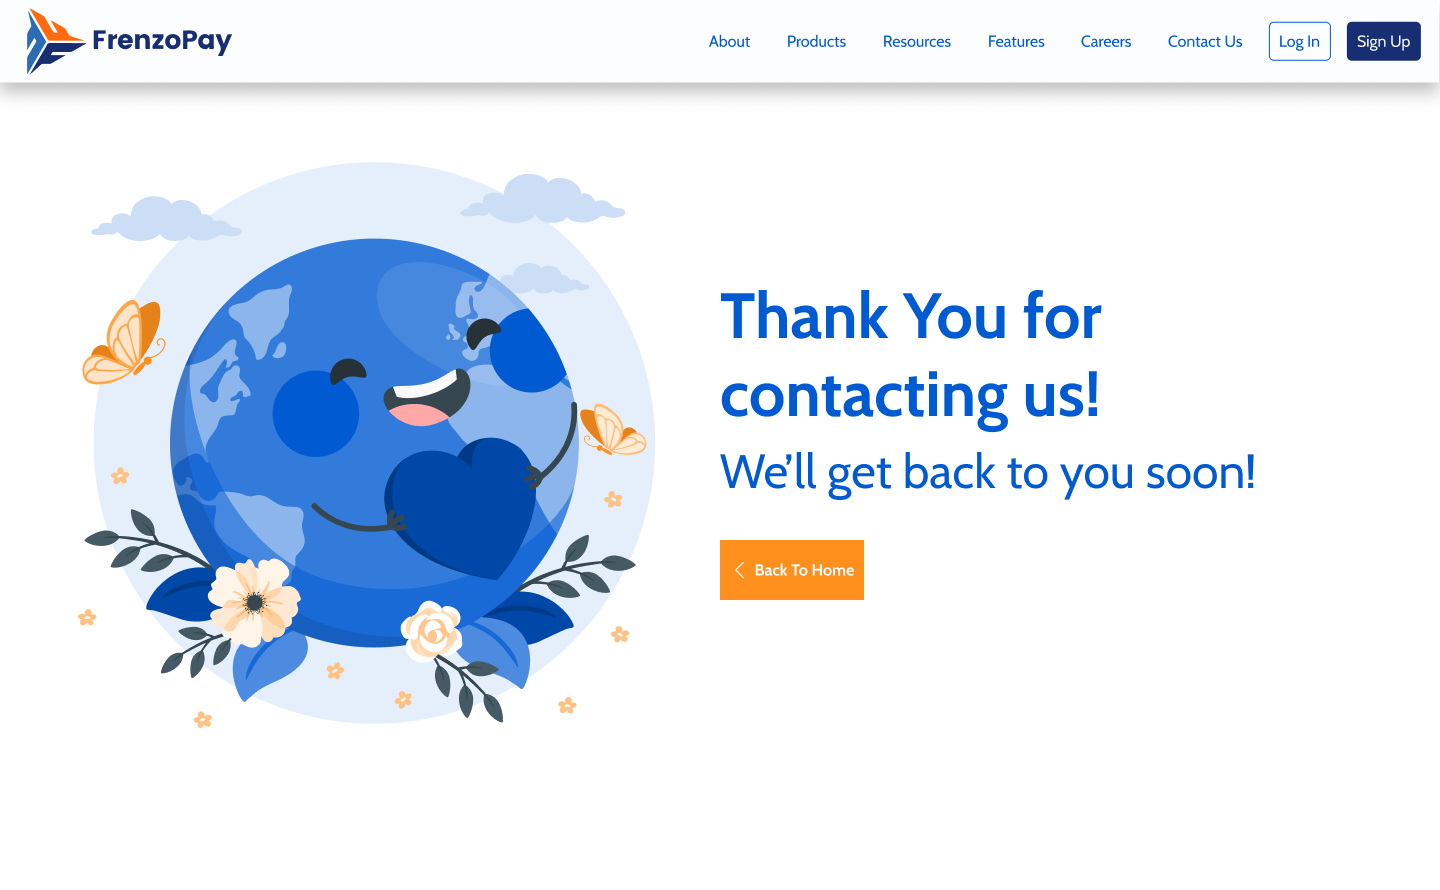 FrenzoPay
About Products Resources Features Careers Contact Us Log In Sign Up
Thank You for
contacting us!
We’ll get back to you soon!
Back To Home